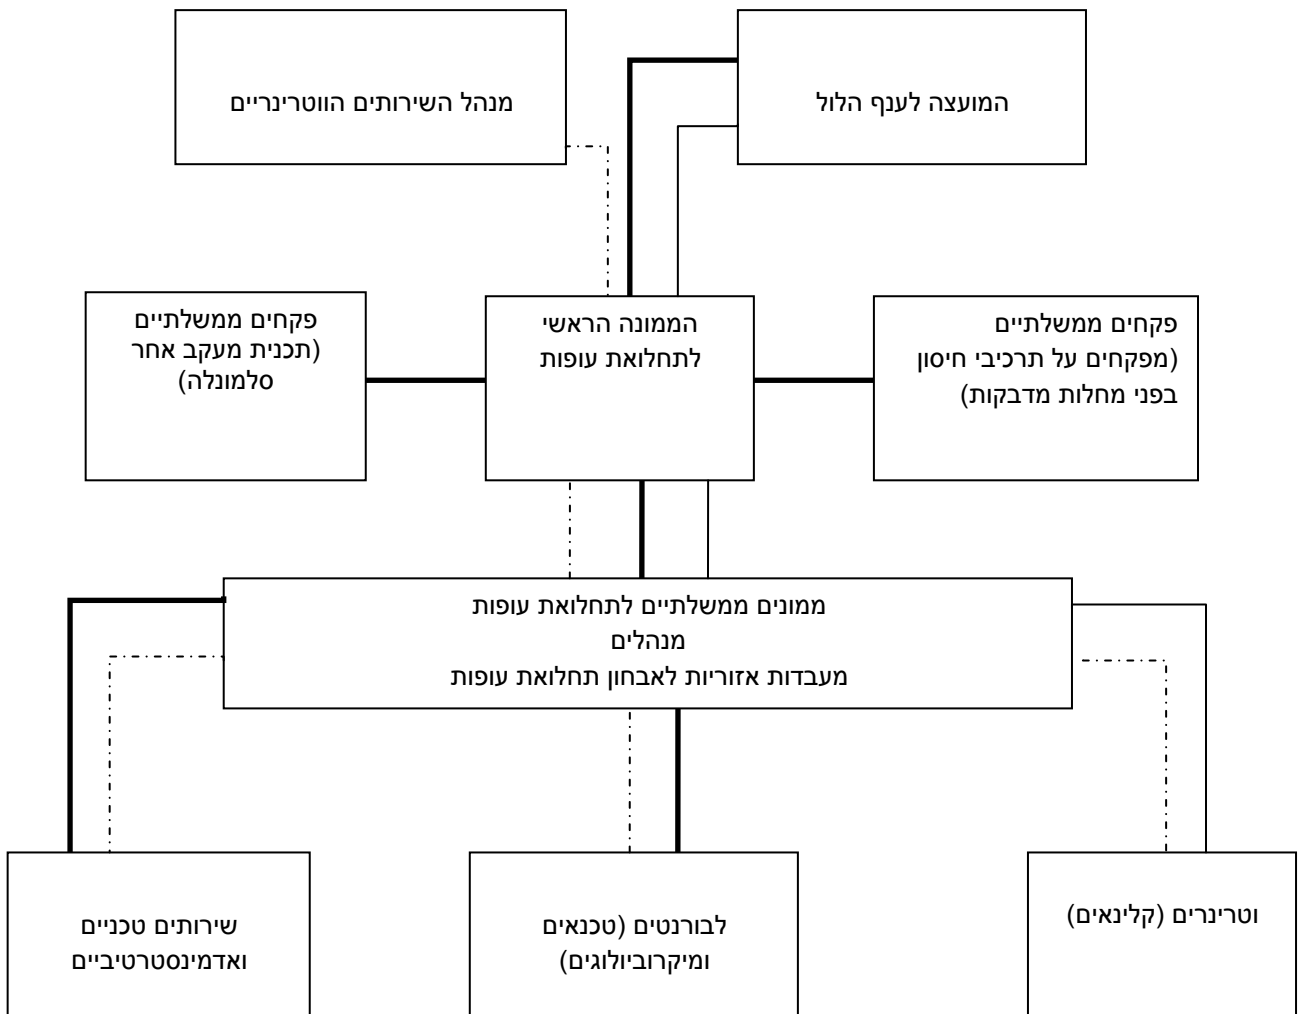 המועצה לענף הלול
מנהל השירותים הווטרינריים
פקחים ממשלתיים
(מפקחים על תרכיבי חיסון
בפני מחלות מדבקות)
הממונה הראשי
לתחלואת עופות
פקחים ממשלתיים
(תכנית מעקב אחר
סלמונלה)
ממונים ממשלתיים לתחלואת עופות
מנהלים
מעבדות אזוריות לאבחון תחלואת עופות
וטרינרים (קלינאים)
לבורנטים (טכנאים
ומיקרוביולוגים)
שירותים טכניים
ואדמינסטרטיביים